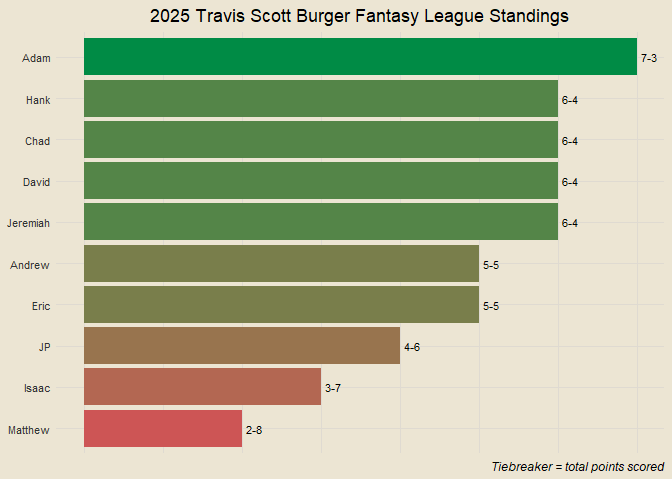 2025 Travis Scott Burger Fantasy League Standings
Adam 7-3
Hank 6-4
Chad 6-4
David 6-4
Jeremiah 6-4
Andrew 5-5
Eric 5-5
JP 4-6
Isaac 3-7
Matthew 2-8
Tiebreaker = total points scored